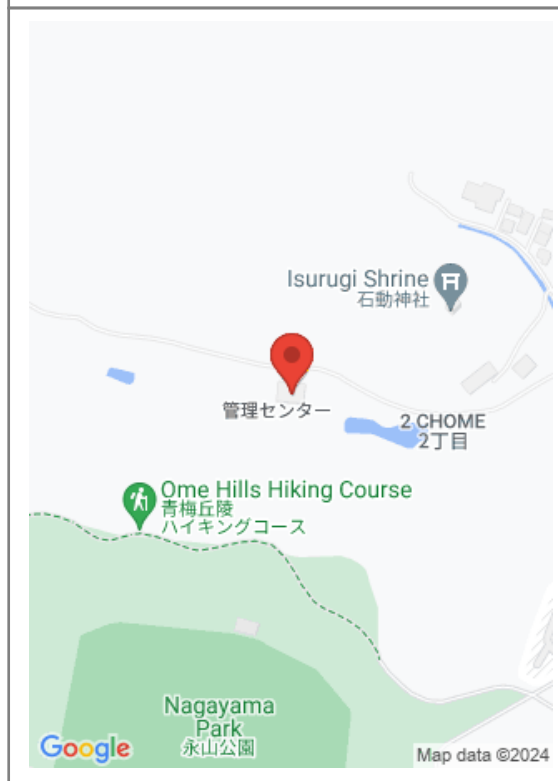 Isurugi Shrine
石動神社
管理センター
2 CHOME
2丁目
Ome Hills Hiking Course
青梅丘陵
ハイキングコース
Nagayama
Park
永山公園
Google
Map data ©2024